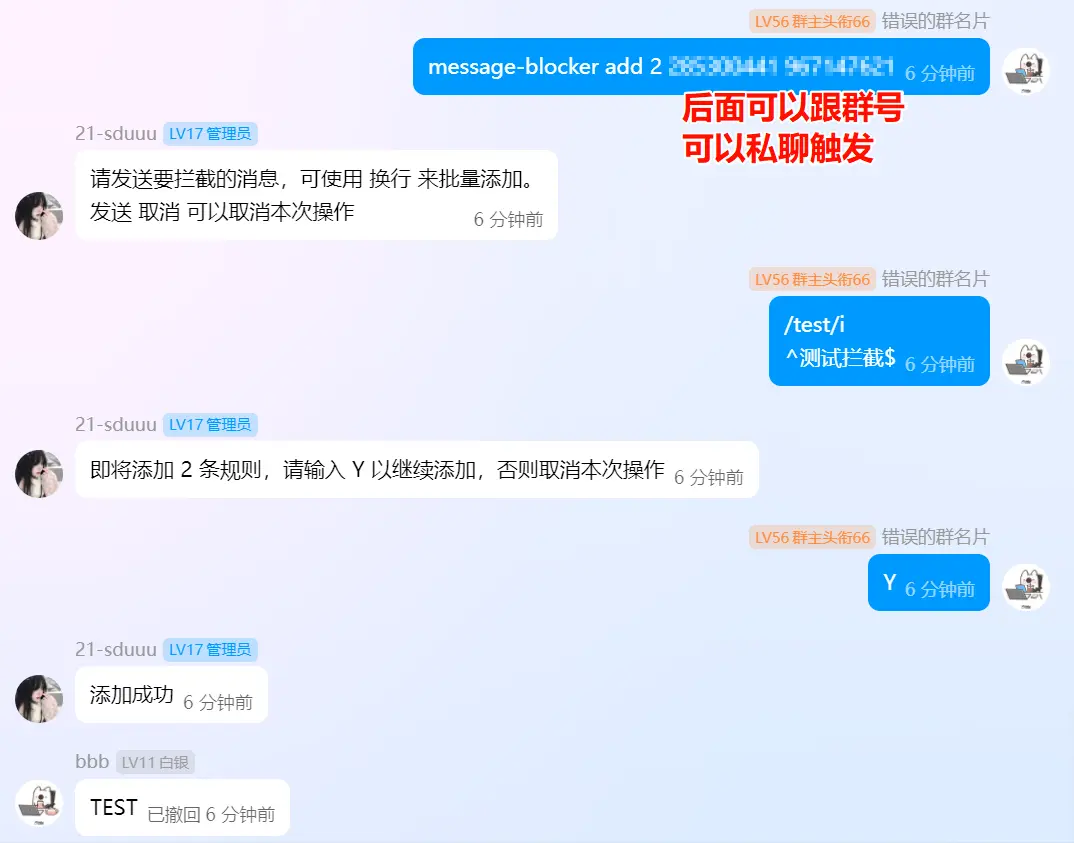 LV56 群主头衔66 错误的群名片
message-blocker add 2 6 分钟前
后面可以跟群号
可以私聊触发
21-sduuu LV17 管理员
请发送要拦截的消息，可使用 换行 来批量添加。
发送 取消 可以取消本次操作 6 分钟前
LV56 群主头衔66 错误的群名片
/test/i
^测试拦截$ 6 分钟前
21-sduuu LV17 管理员
即将添加 2 条规则，请输入 Y 以继续添加，否则取消本次操作 6 分钟前
LV56 群主头衔66 错误的群名片
Y 6 分钟前
21-sduuu LV17 管理员
添加成功 6 分钟前
bbb LV11 白银
TEST 已撤回 6 分钟前